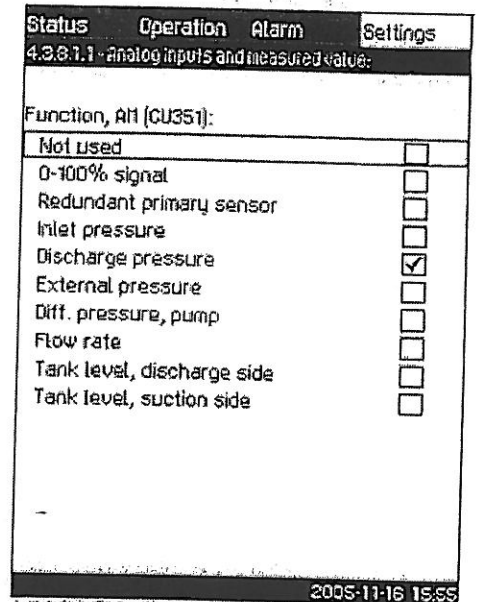 Status Operation Alarm Settings
4.3.8.1.1 - Analog inputs and measured value:
Function, AI1 (CU351):
Not used
0-100% signal
Redundant primary sensor
Inlet pressure
Discharge pressure
External pressure
Diff. pressure, pump
Flow rate
Tank level, discharge side
Tank level, suction side
2005-11-16 15:55